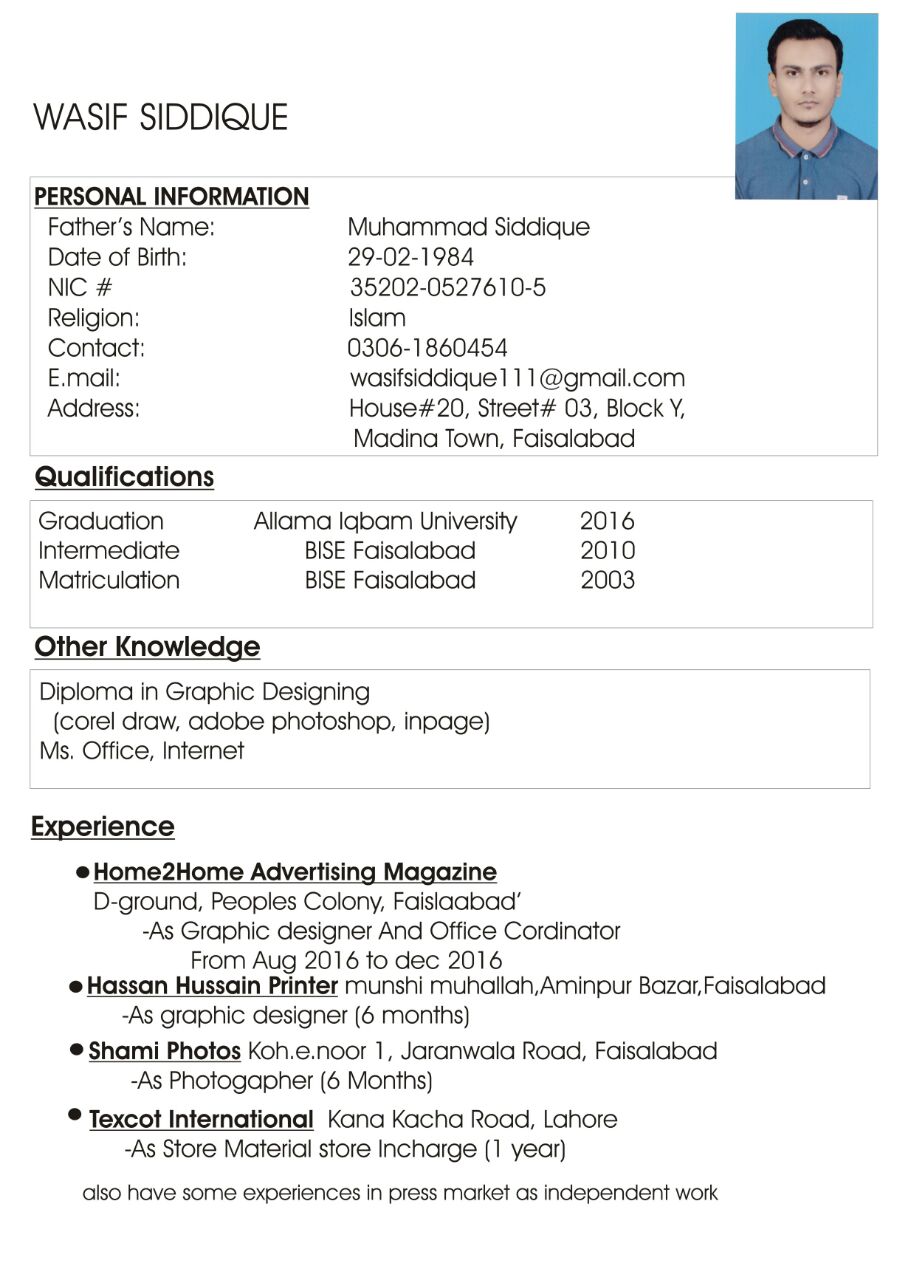 WASIF SIDDIQUE
PERSONAL INFORMATION
Father's Name: Muhammad Siddique
Date of Birth: 29-02-1984
NIC # 35202-0527610-5
Religion: Islam
Contact: 0306-1860454
E.mail: wasifsiddique111@gmail.com
Address: House#20, Street# 03, Block Y,
Madina Town, Faisalabad
Qualifications
Graduation Allama Iqbam University 2016
Intermediate BISE Faisalabad 2010
Matriculation BISE Faisalabad 2003
Other Knowledge
Diploma in Graphic Designing
(corel draw, adobe photoshop, inpage)
Ms. Office, Internet
Experience
•Home2Home Advertising Magazine
D-ground, Peoples Colony, Faislaabad'
-As Graphic designer And Office Cordinator
From Aug 2016 to dec 2016
•Hassan Hussain Printer munshi muhallah,Aminpur Bazar,Faisalabad
-As graphic designer (6 months)
•Shami Photos Koh.e.noor 1, Jaranwala Road, Faisalabad
-As Photogapher (6 Months)
•Texcot International Kana Kacha Road, Lahore
-As Store Material store Incharge (1 year)
also have some experiences in press market as independent work